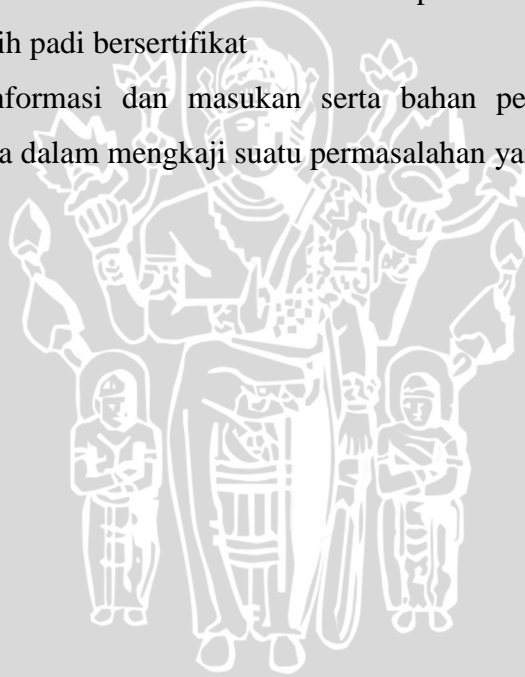 ih padi bersertifikat
nformasi dan masukan serta bahan pe
a dalam mengkaji suatu permasalahan ya